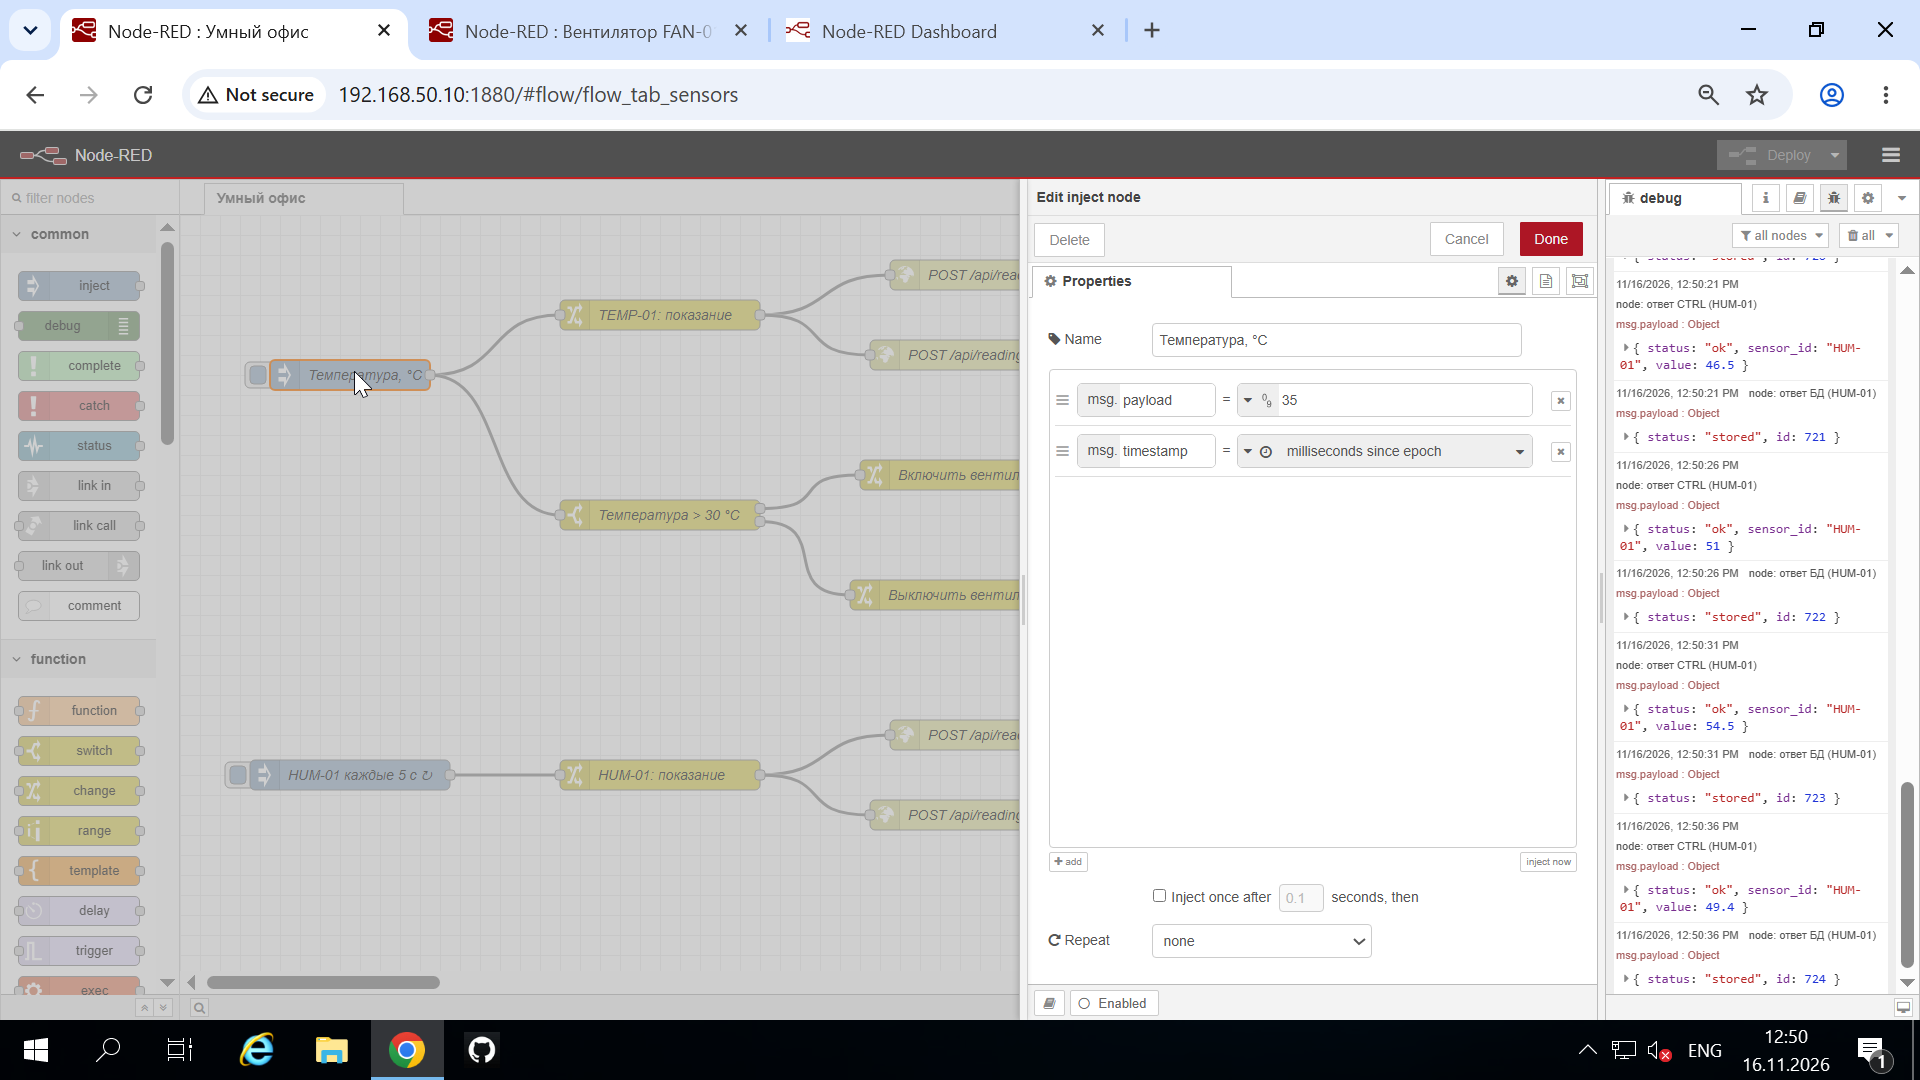 Node-RED : Умный офис
Node-RED : Вентилятор FAN-0
Node-RED Dashboard
Not secure
192.168.50.10:1880/#flow/flow_tab_sensors
Node-RED
Deploy
filter nodes
Умный офис
common
inject
debug
complete
catch
status
link in
link call
link out
comment
function
function
switch
change
range
template
delay
trigger
exec
Температура, °C
TEMP-01: показание
POST /api/rea
POST /api/reading
Температура > 30 °C
Включить вентил
Выключить вентил
HUM-01 каждые 5 с ↻
HUM-01: показание
POST /api/rea
POST /api/reading
Edit inject node
Delete
Cancel
Done
Properties
Name
Температура, °C
msg. payload = 35
msg. timestamp = milliseconds since epoch
add
inject now
Inject once after 0.1 seconds, then
Repeat
none
Enabled
debug
all nodes
all
11/16/2026, 12:50:21 PM
node: ответ CTRL (HUM-01)
msg.payload : Object
{ status: "ok", sensor_id: "HUM-
01", value: 46.5 }
11/16/2026, 12:50:21 PM node: ответ БД (HUM-01)
msg.payload : Object
{ status: "stored", id: 721 }
11/16/2026, 12:50:26 PM
node: ответ CTRL (HUM-01)
msg.payload : Object
{ status: "ok", sensor_id: "HUM-
01", value: 51 }
11/16/2026, 12:50:26 PM node: ответ БД (HUM-01)
msg.payload : Object
{ status: "stored", id: 722 }
11/16/2026, 12:50:31 PM
node: ответ CTRL (HUM-01)
msg.payload : Object
{ status: "ok", sensor_id: "HUM-
01", value: 54.5 }
11/16/2026, 12:50:31 PM node: ответ БД (HUM-01)
msg.payload : Object
{ status: "stored", id: 723 }
11/16/2026, 12:50:36 PM
node: ответ CTRL (HUM-01)
msg.payload : Object
{ status: "ok", sensor_id: "HUM-
01", value: 49.4 }
11/16/2026, 12:50:36 PM node: ответ БД (HUM-01)
msg.payload : Object
{ status: "stored", id: 724 }
ENG
12:50
16.11.2026
1